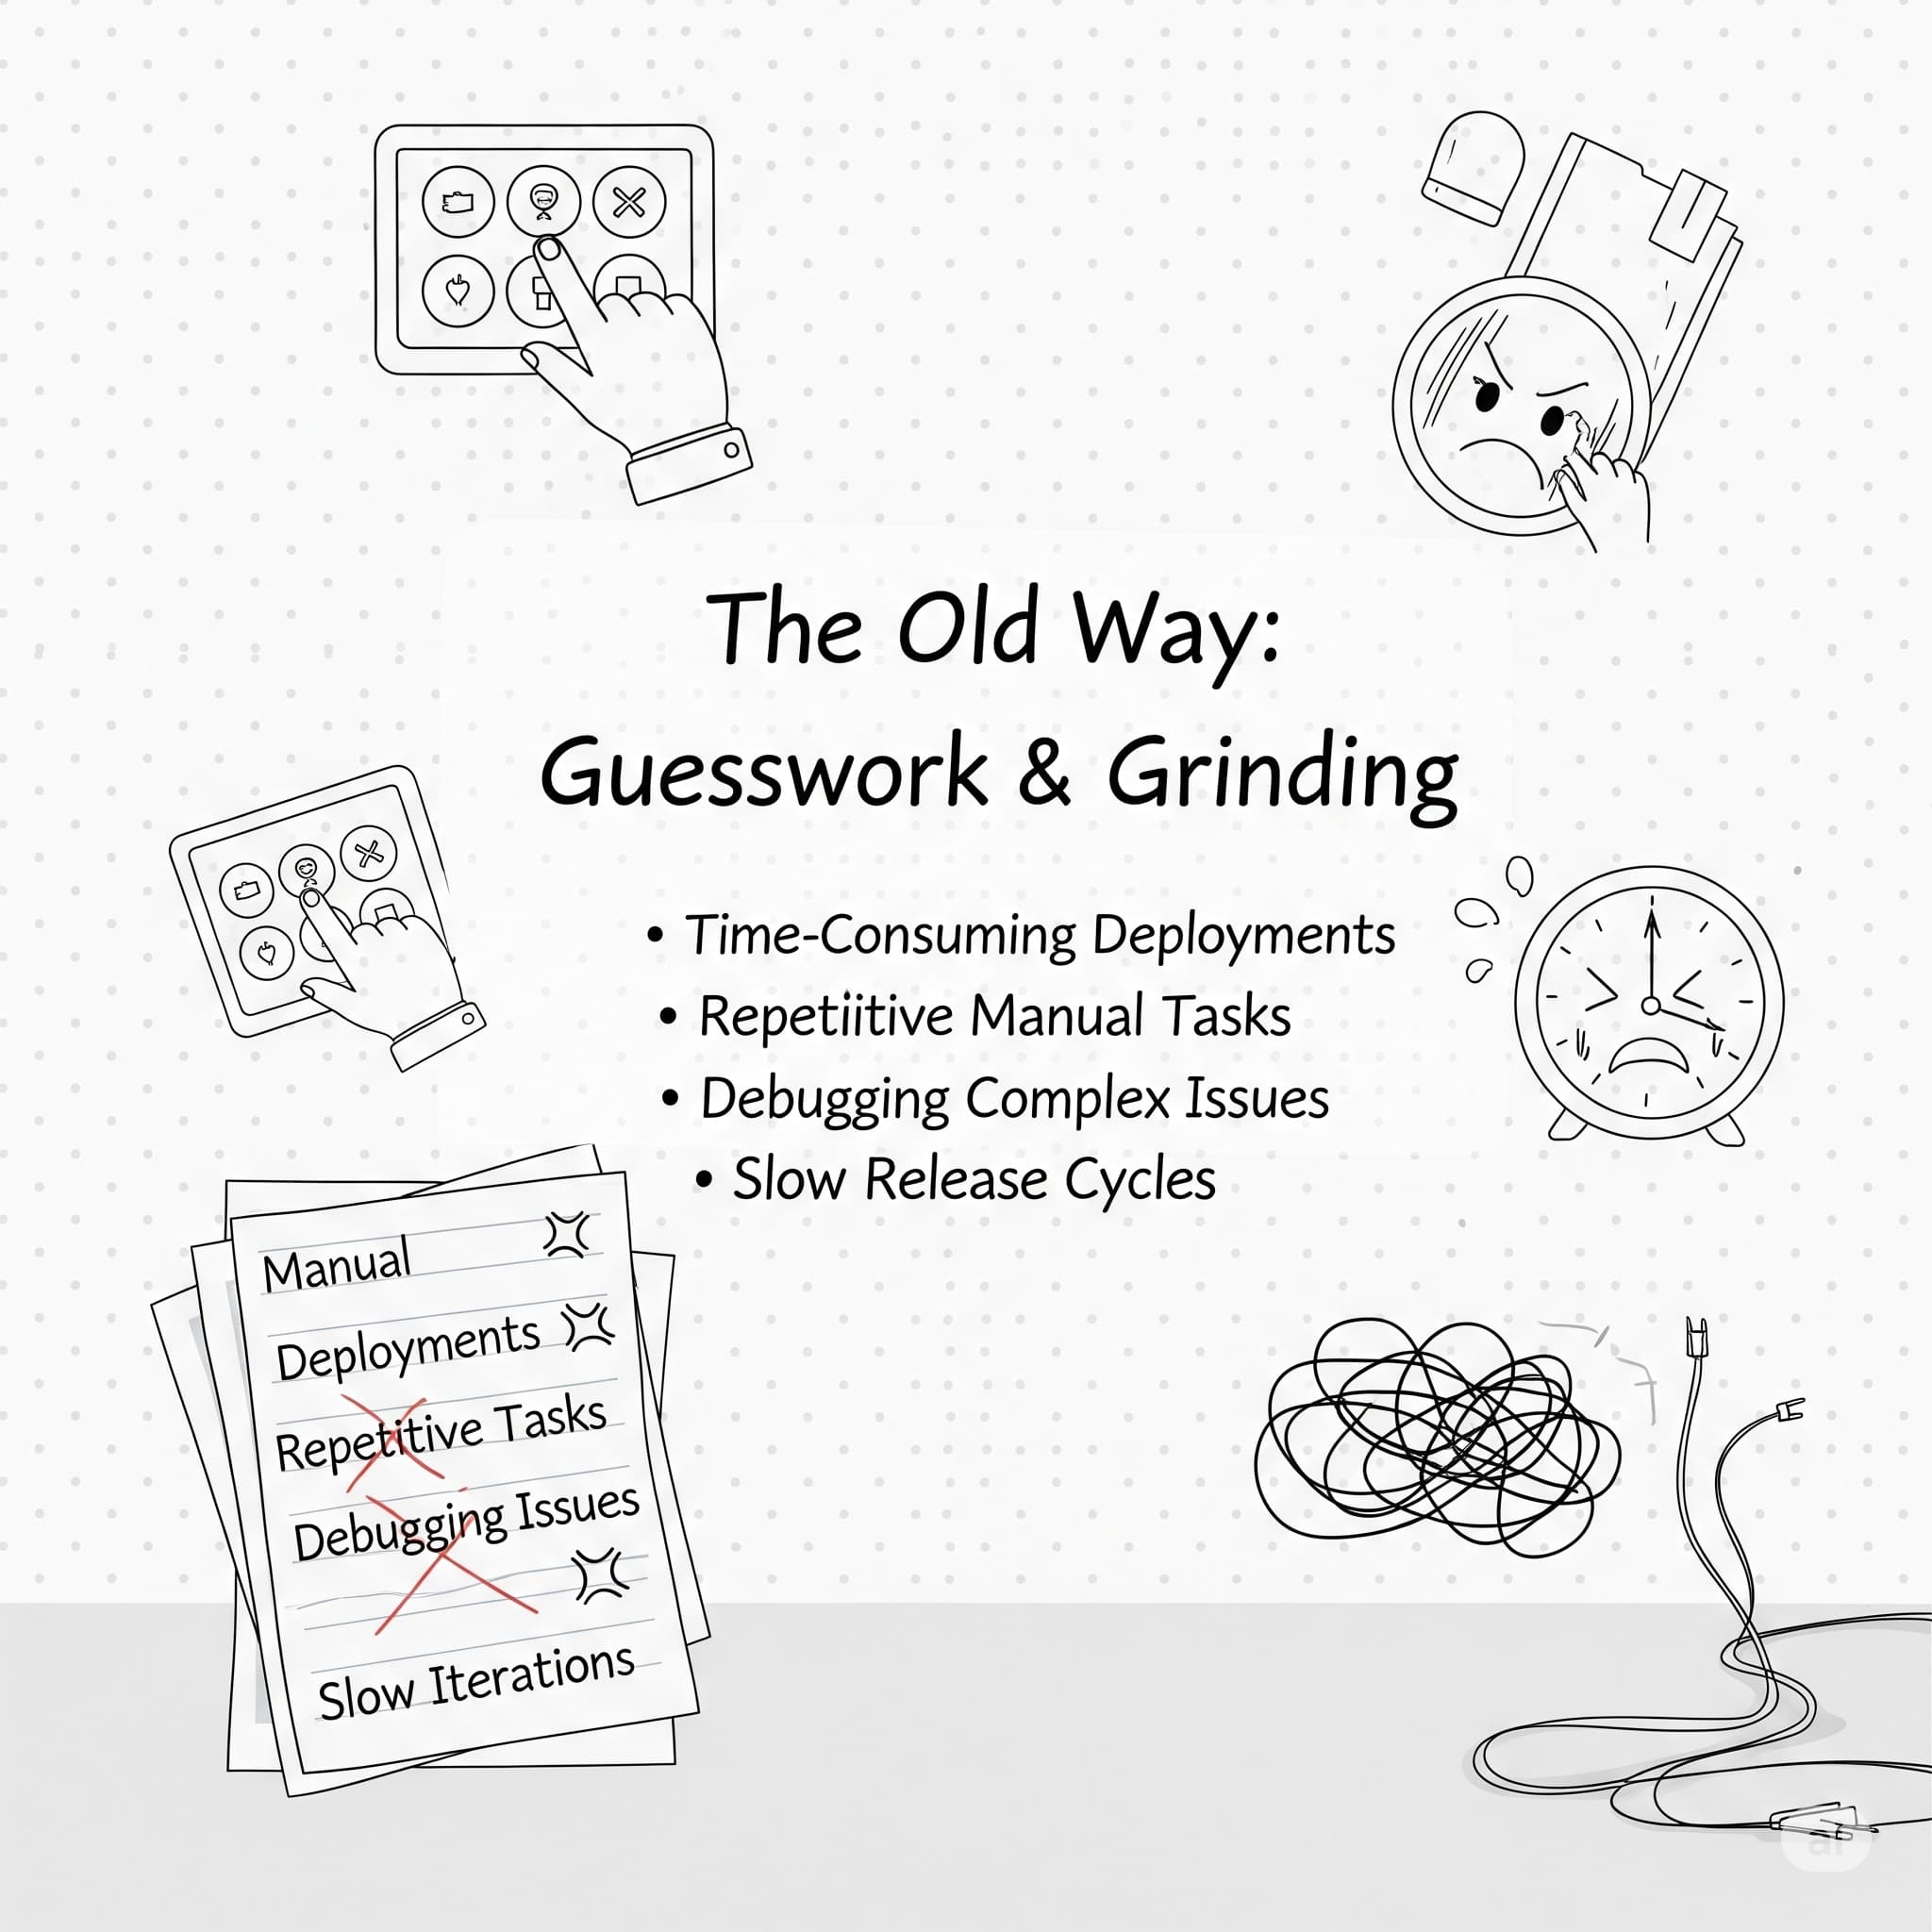 The Old Way:
Guesswork & Grinding
• Time-Consuming Deployments
• Repetiitive Manual Tasks
• Debugging Complex Issues
• Slow Release Cycles
Manual
Deployments
Repetitive Tasks
Debugging Issues
Slow Iterations
ai